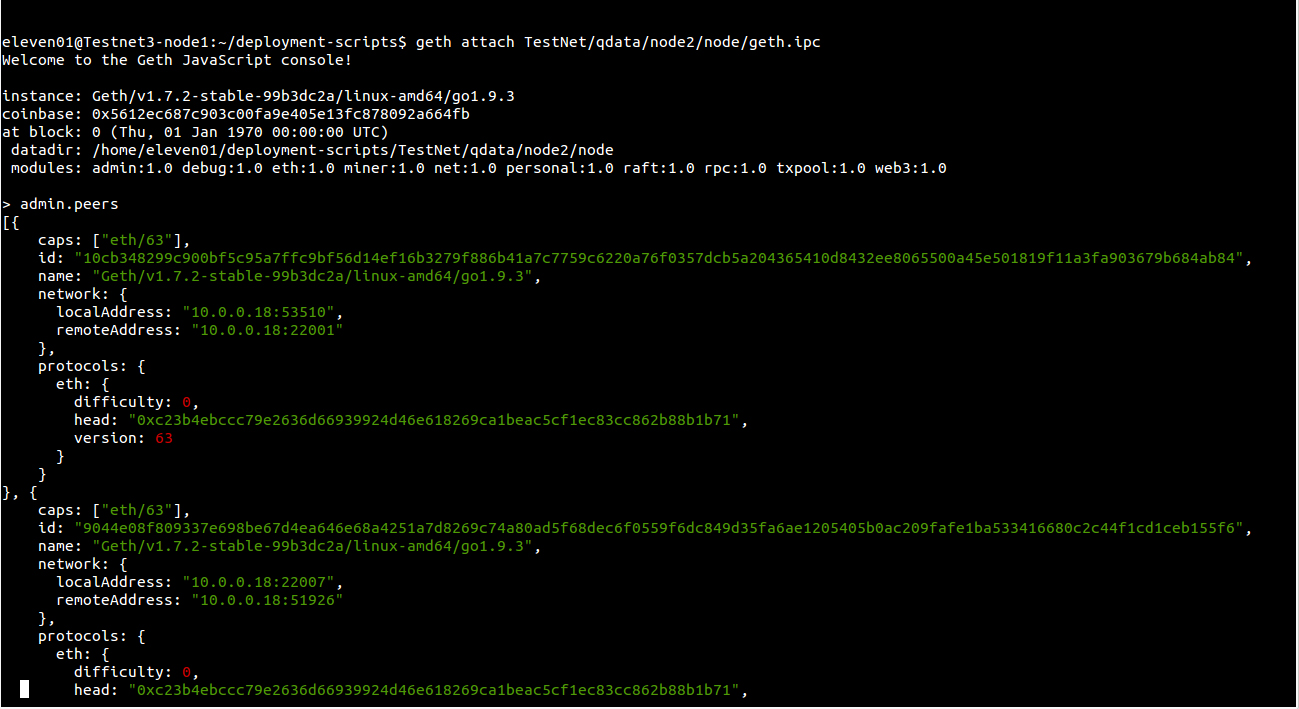 eleven01@Testnet3-node1:~/deployment-scripts$ geth attach TestNet/qdata/node2/node/geth.ipc
Welcome to the Geth JavaScript console!
instance: Geth/v1.7.2-stable-99b3dc2a/linux-amd64/go1.9.3
coinbase: 0x5612ec687c903c00fa9e405e13fc878092a664fb
at block: 0 (Thu, 01 Jan 1970 00:00:00 UTC)
 datadir: /home/eleven01/deployment-scripts/TestNet/qdata/node2/node
 modules: admin:1.0 debug:1.0 eth:1.0 miner:1.0 net:1.0 personal:1.0 raft:1.0 rpc:1.0 txpool:1.0 web3:1.0
> admin.peers
[{
    caps: ["eth/63"],
    id: "10cb348299c900bf5c95a7ffc9bf56d14ef16b3279f886b41a7c7759c6220a76f0357dcb5a204365410d8432ee8065500a45e501819f11a3fa903679b684ab84",
    name: "Geth/v1.7.2-stable-99b3dc2a/linux-amd64/go1.9.3",
    network: {
      localAddress: "10.0.0.18:53510",
      remoteAddress: "10.0.0.18:22001"
    },
    protocols: {
      eth: {
        difficulty: 0,
        head: "0xc23b4ebccc79e2636d66939924d46e618269ca1beac5cf1ec83cc862b88b1b71",
        version: 63
      }
    }
}, {
    caps: ["eth/63"],
    id: "9044e08f809337e698be67d4ea646e68a4251a7d8269c74a80ad5f68dec6f0559f6dc849d35fa6ae1205405b0ac209fafe1ba533416680c2c44f1cd1ceb155f6",
    name: "Geth/v1.7.2-stable-99b3dc2a/linux-amd64/go1.9.3",
    network: {
      localAddress: "10.0.0.18:22007",
      remoteAddress: "10.0.0.18:51926"
    },
    protocols: {
      eth: {
        difficulty: 0,
        head: "0xc23b4ebccc79e2636d66939924d46e618269ca1beac5cf1ec83cc862b88b1b71",